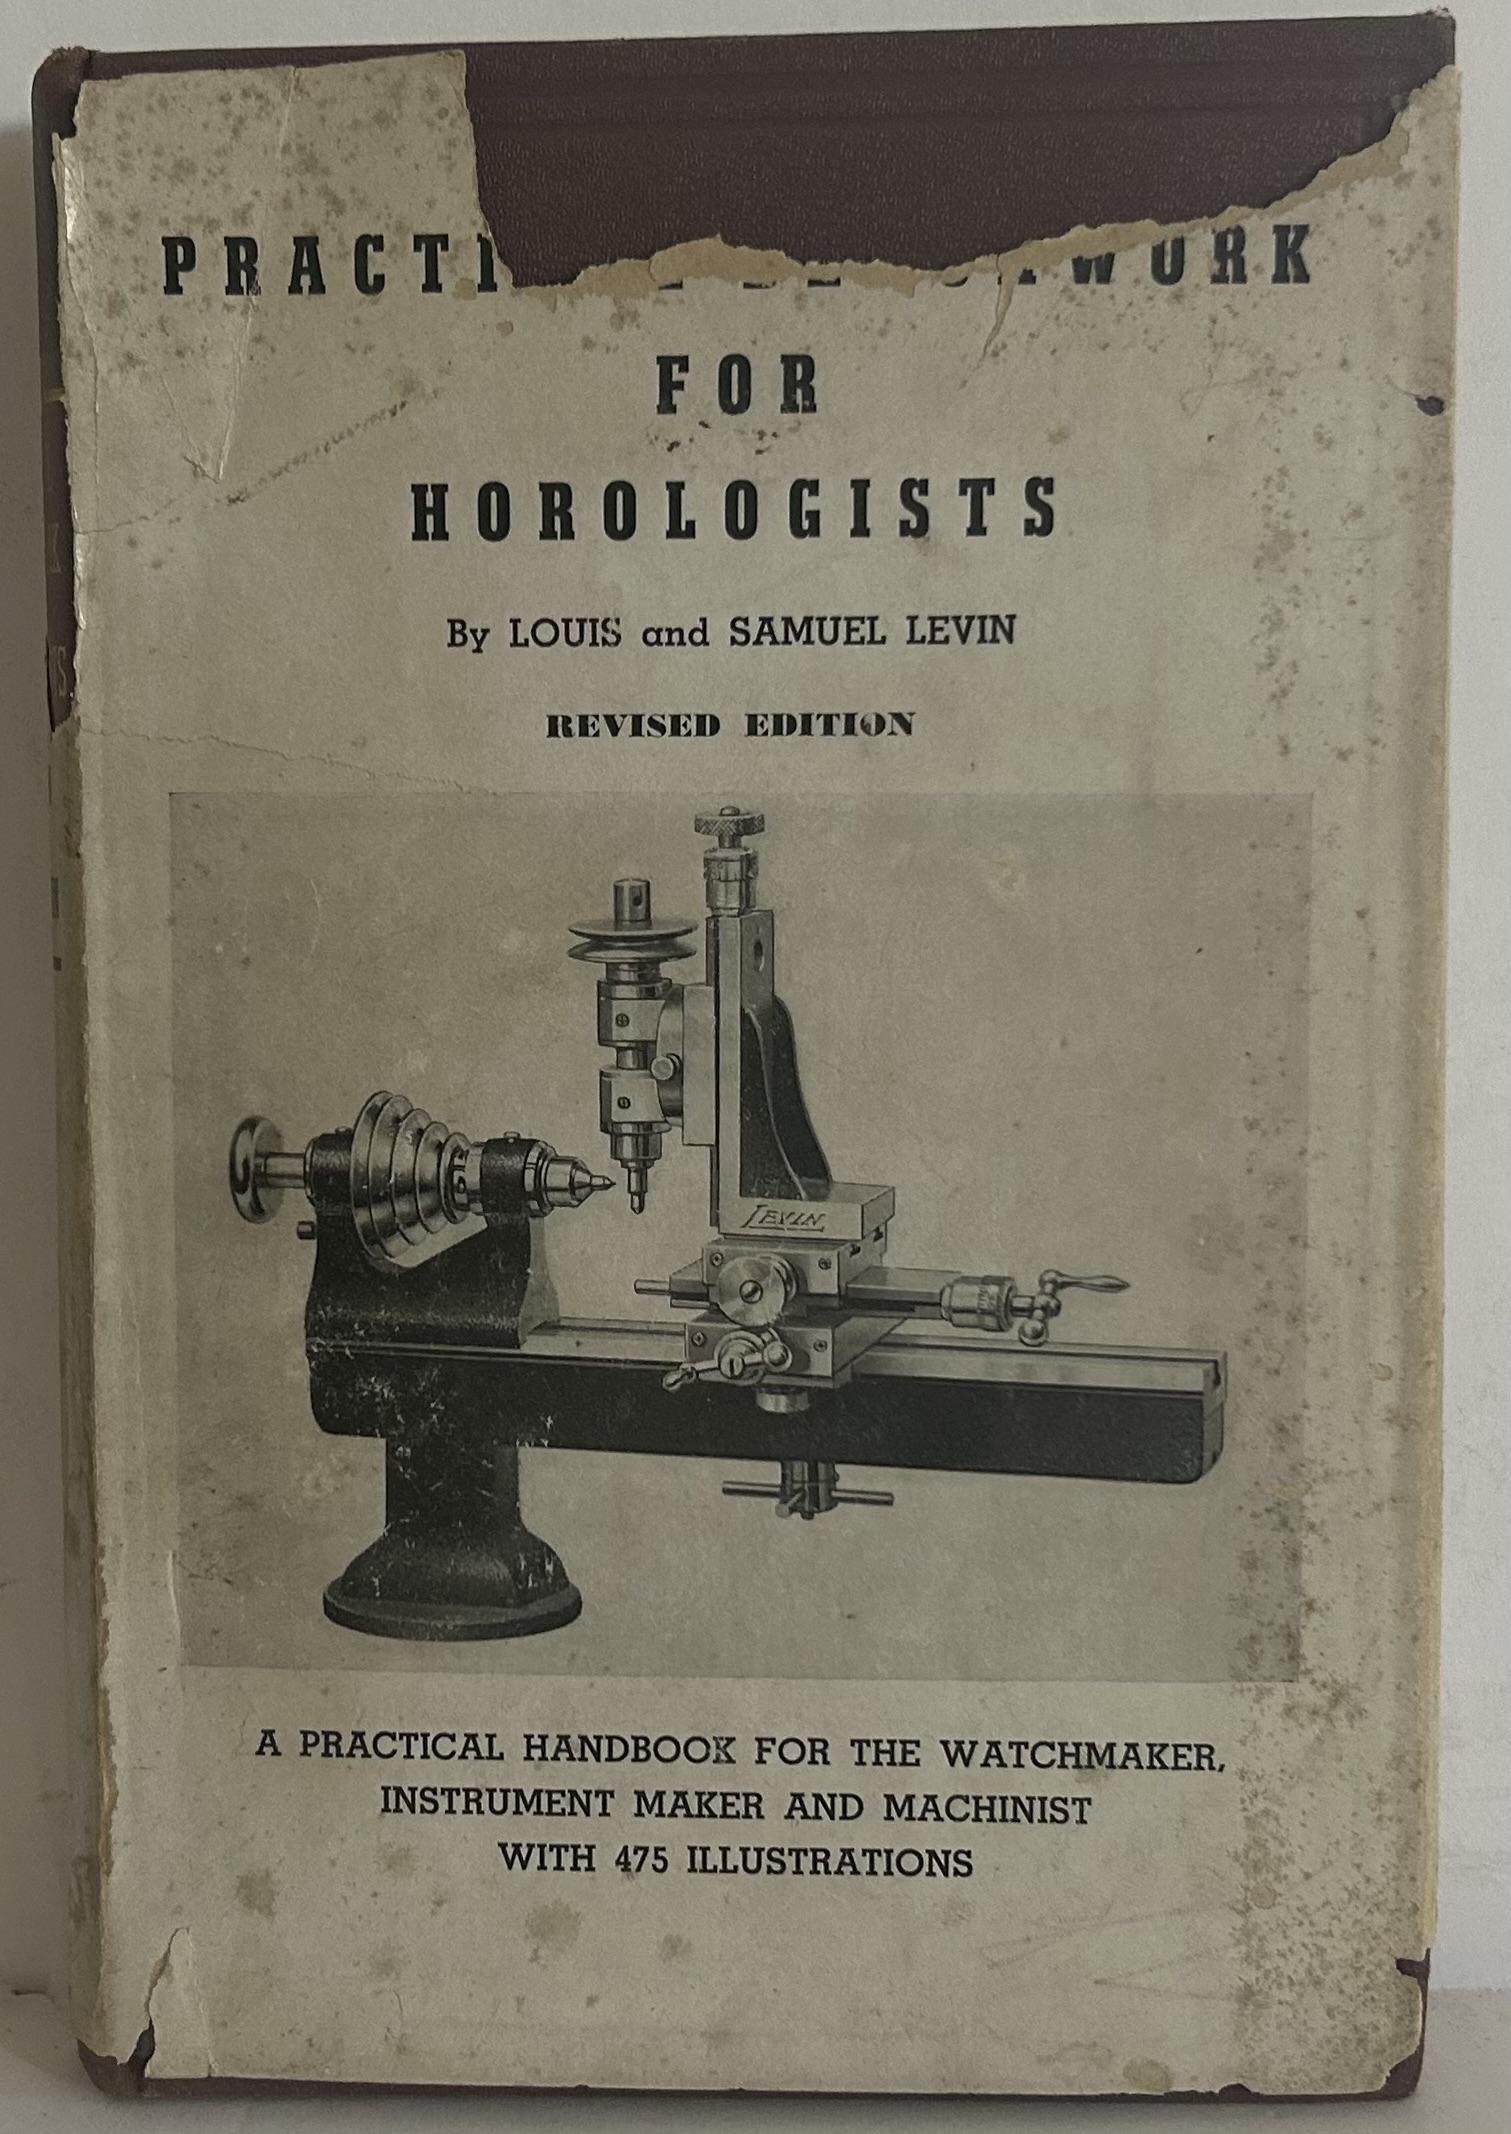 PRACTI WORK
FOR
HOROLOGISTS
By LOUIS and SAMUEL LEVIN
REVISED EDITION
LEVIN
A PRACTICAL HANDBOOK FOR THE WATCHMAKER,
INSTRUMENT MAKER AND MACHINIST
WITH 475 ILLUSTRATIONS